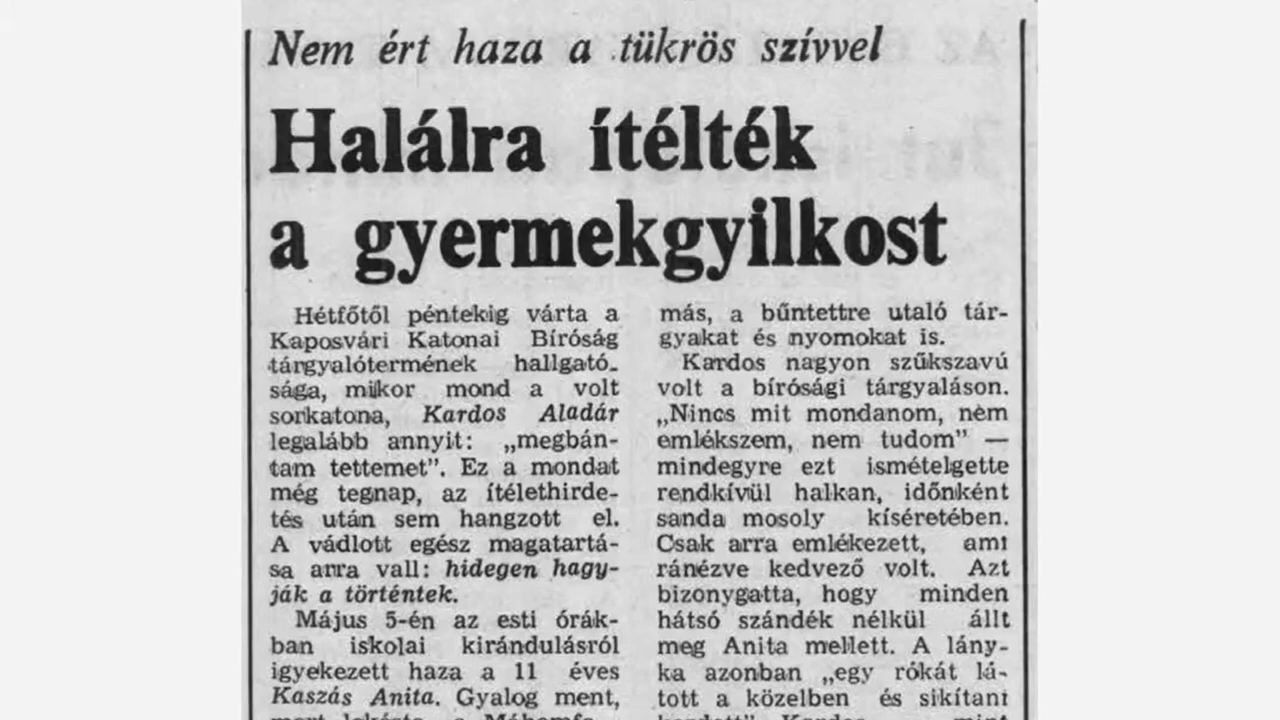 Nem ért haza a tükrös szívvel
Halálra ítélték
a gyermekgyilkost
Hétfőtől péntekig várta a
Kaposvári Katonai Bíróság
tárgyalótermének hallgató-
sága, mikor mond a volt
sorkatona, Kardos Aladár
legalább annyit: „megbán-
tam tettemet”. Ez a mondat
még tegnap, az ítélethirde-
tés után sem hangzott el.
A vádlott egész magatartá-
sa arra vall: hidegen hagy-
ják a történtek.
Május 5-én az esti órák-
ban iskolai kirándulásról
igyekezett haza a 11 éves
Kaszás Anita. Gyalog ment,
más, a bűntettre utaló tár-
gyakat és nyomokat is.
Kardos nagyon szűkszavú
volt a bírósági tárgyaláson.
„Nincs mit mondanom, nem
emlékszem, nem tudom” —
mindegyre ezt ismételgette
rendkívül halkan, időnként
sanda mosoly kíséretében.
Csak arra emlékezett, ami
ránézve kedvező volt. Azt
bizonygatta, hogy minden
hátsó szándék nélkül állt
meg Anita mellett. A lány-
ka azonban „egy rókát lá-
tott a közelben és sikítani